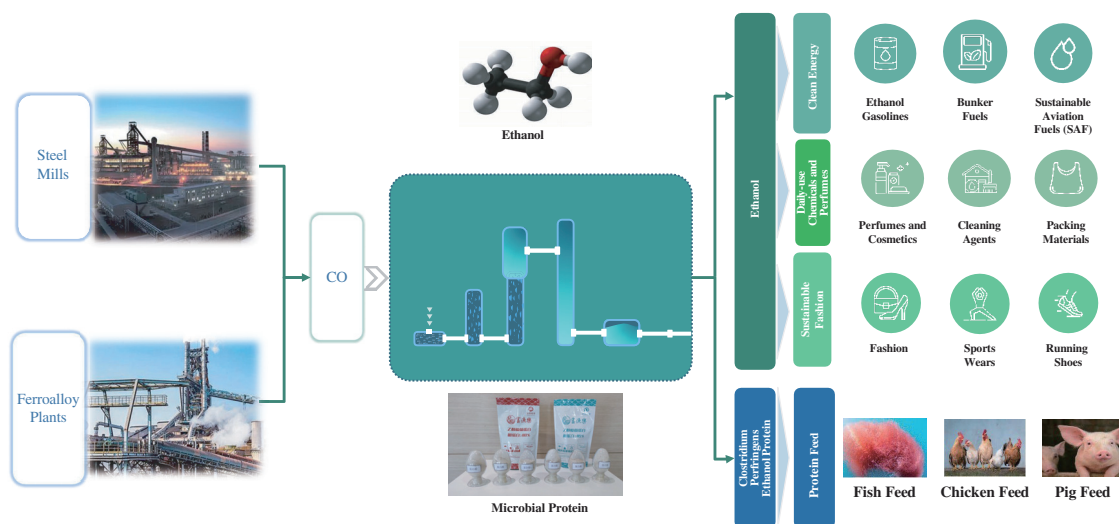 Steel
Mills
Ferroalloy
Plants
CO
Ethanol
Microbial Protein
Ethanol
Clean Energy
Daily-use
Chemicals and
Perfumes
Sustainable
Fashion
Ethanol
Gasolines
Bunker
Fuels
Sustainable
Aviation
Fuels (SAF)
Perfumes and
Cosmetics
Cleaning
Agents
Packing
Materials
Fashion
Sports
Wears
Running
Shoes
Clostridium
Perfringens
Ethanol Protein
Protein Feed
Fish Feed
Chicken Feed
Pig Feed